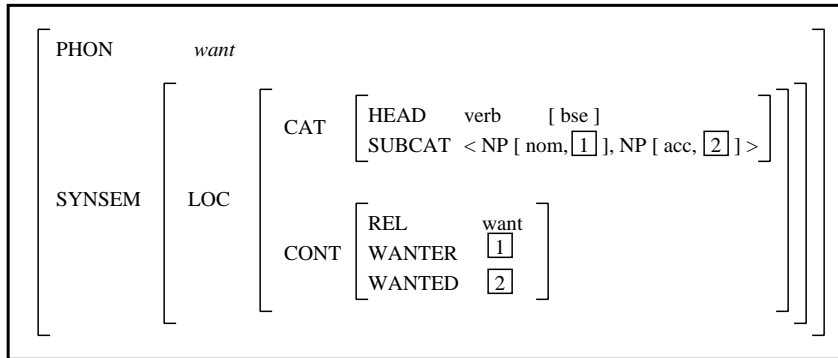 PHON want
CAT HEAD verb [ bse ]
SUBCAT < NP [ nom, 1 ], NP [ acc, 2 ] >
SYNSEM LOC
REL want
CONT WANTER 1
WANTED 2